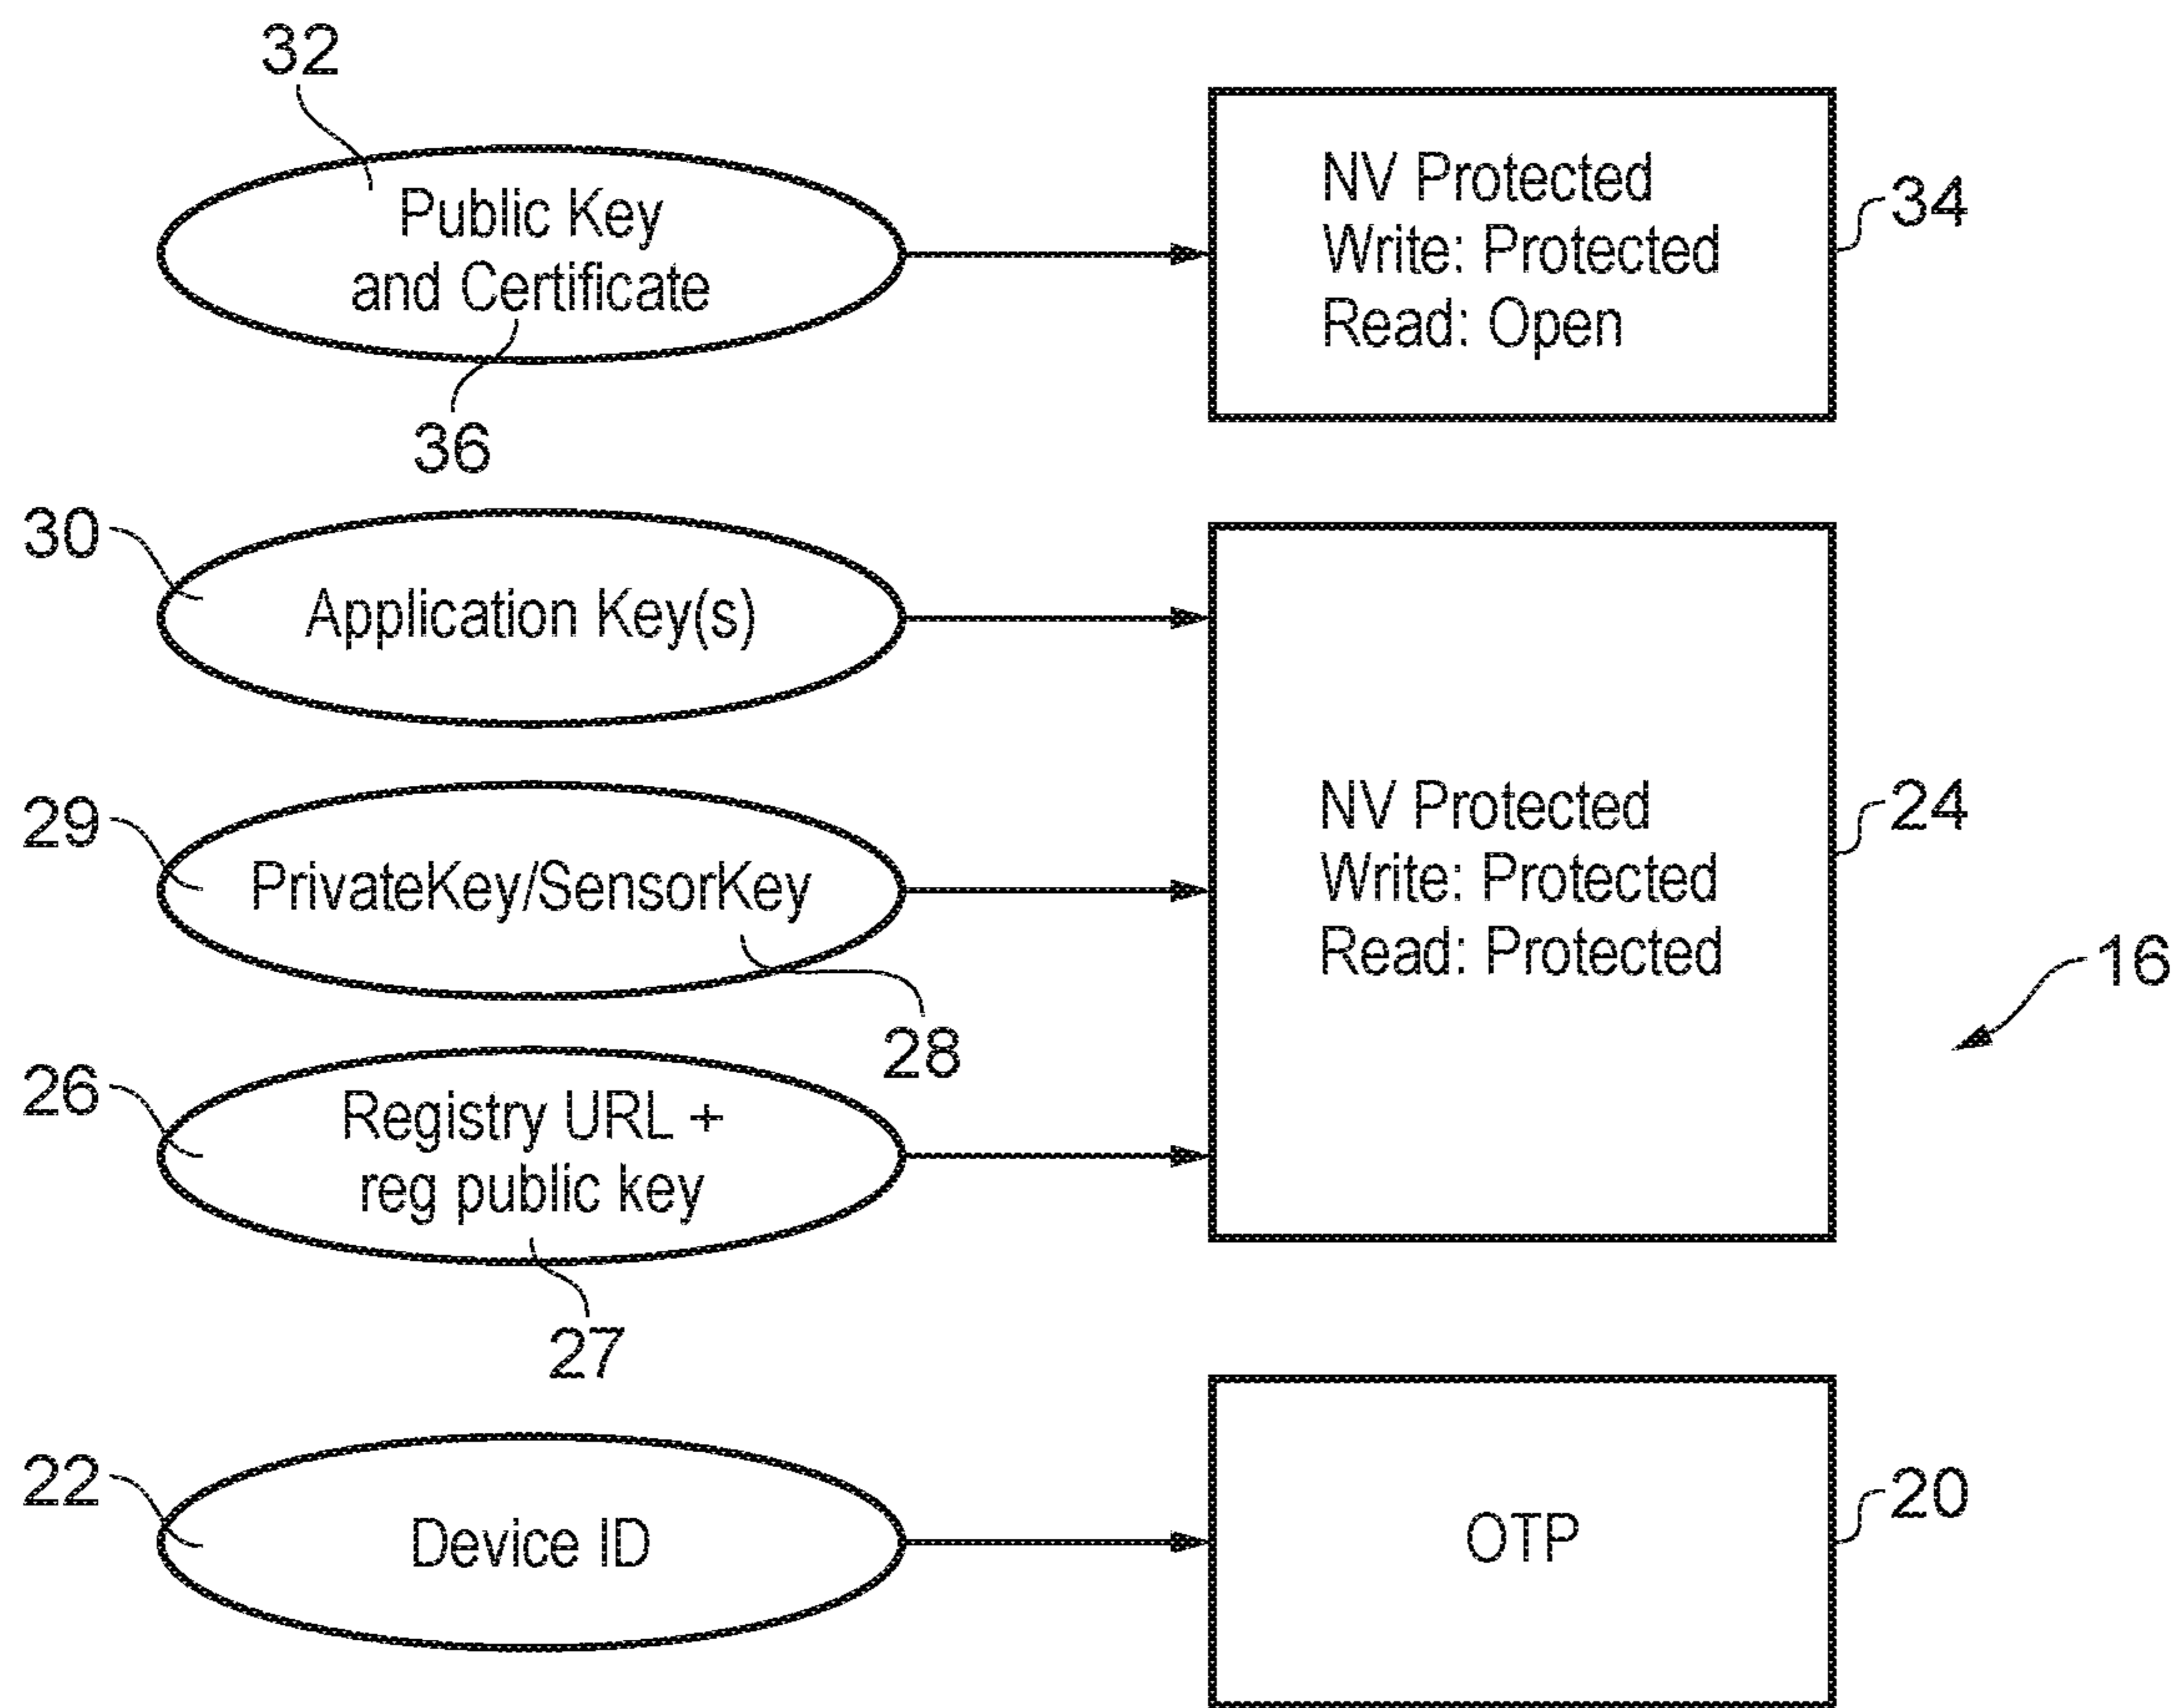 32
Public Key
and Certificate
36
NV Protected
Write: Protected
Read: Open
34
30
Application Key(s)
29
PrivateKey/SensorKey
28
26
Registry URL +
reg public key
27
NV Protected
Write: Protected
Read: Protected
24
16
22
Device ID
OTP
20